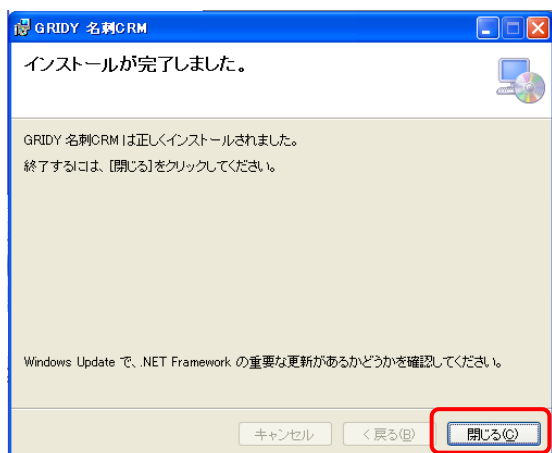 GRIDY 名刺CRM
インストールが完了しました。
GRIDY 名刺CRM は正しくインストールされました。
終了するには、[閉じる]をクリックしてください。
Windows Update で、.NET Framework の重要な更新があるかどうかを確認してください。
キャンセル < 戻る(B) 閉じる(C)